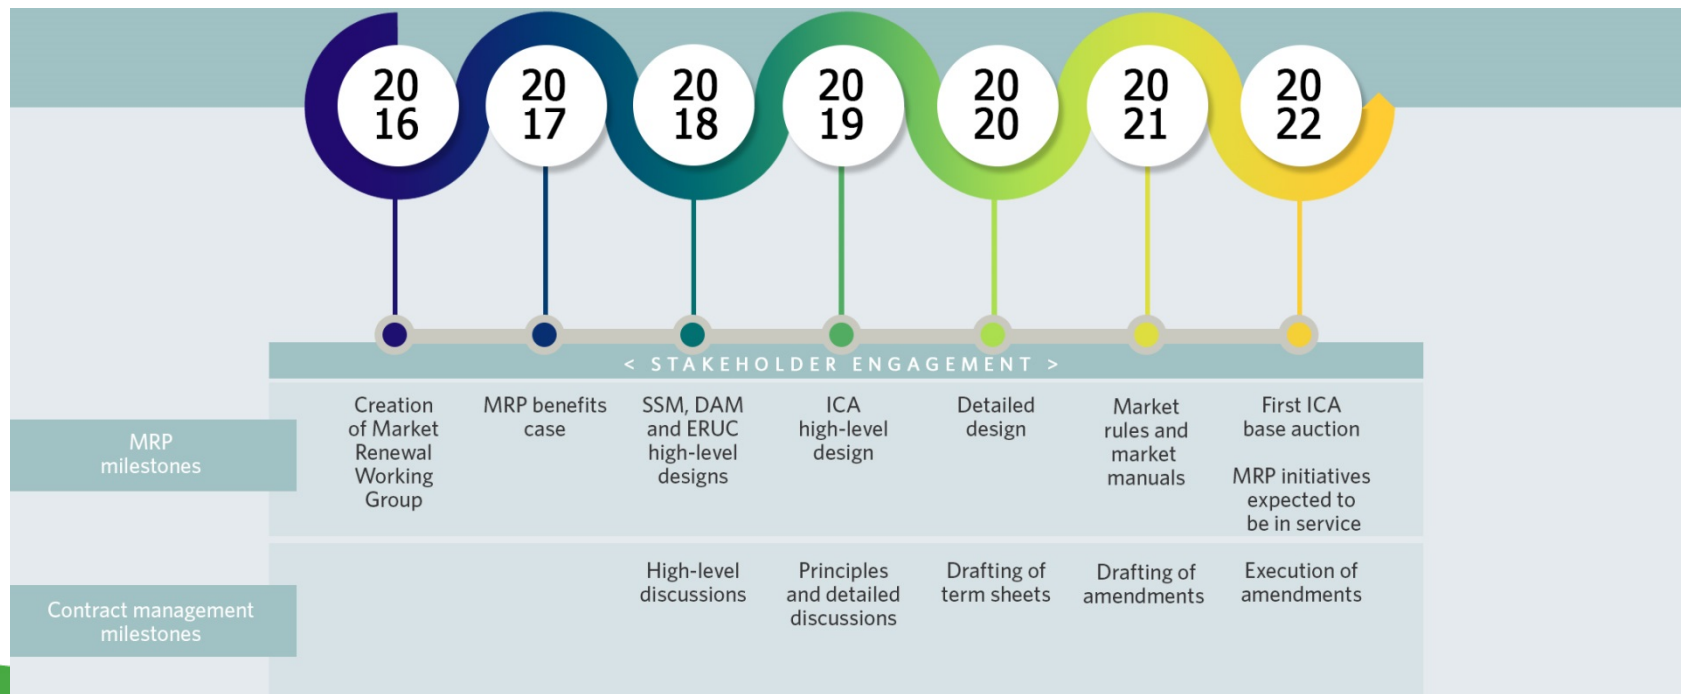 20
16
20
17
20
18
20
19
20
20
20
21
20
22
< STAKEHOLDER ENGAGEMENT >
MRP
milestones
Creation
of Market
Renewal
Working
Group
MRP benefits
case
SSM, DAM
and ERUC
high-level
designs
ICA
high-level
design
Detailed
design
Market
rules and
market
manuals
First ICA
base auction
MRP initiatives
expected to
be in service
Contract management
milestones
High-level
discussions
Principles
and detailed
discussions
Drafting of
term sheets
Drafting of
amendments
Execution of
amendments